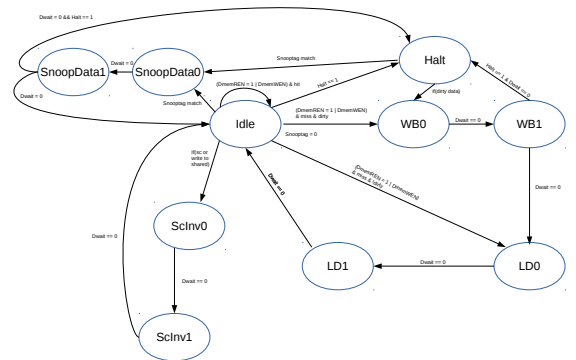 Dwait = 0 && Halt == 1
Snooptag match
Halt
SnoopData1
Dwait = 0
SnoopData0
(DmemREN = 1 | DmemWEN) & hit
Halt == 1
Halt == 1 & Dwait == 0
if(dirty data)
Dwait = 0
Snooptag match
Idle
(DmemREN = 1 | DmemWEN)
& miss & dirty
Snooptag = 0
WB0
Dwait == 0
WB1
if(sc or
write to
shared)
(DmemREN = 1 | DmemWEN)
& miss & !dirty
Dwait == 0
Dwait == 0
ScInv0
Dwait == 0
LD1
Dwait == 0
LD0
Dwait == 0
ScInv1